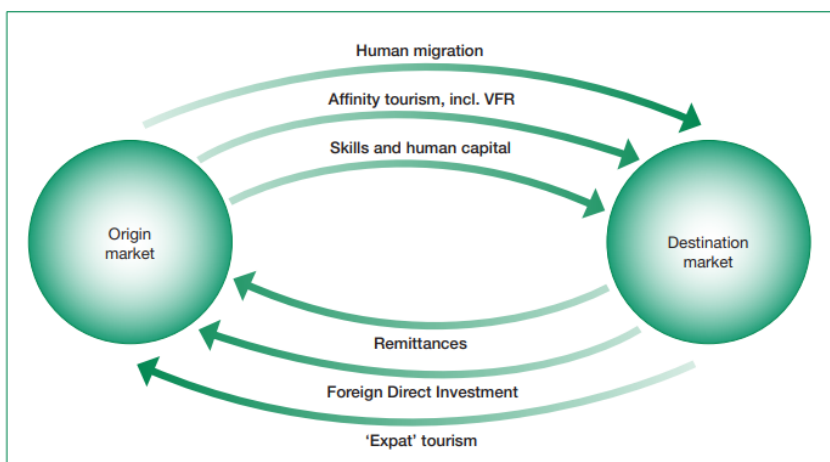 Human migration
Affinity tourism, incl. VFR
Skills and human capital
Origin
market
Destination
market
Remittances
Foreign Direct Investment
‘Expat’ tourism